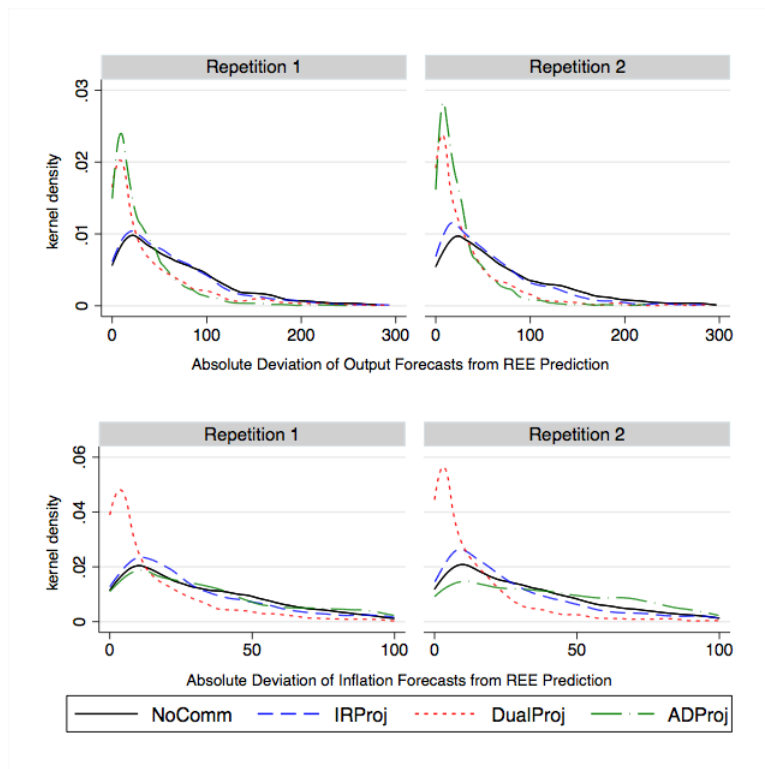 Repetition 1
Repetition 2
kernel density
0
.01
.02
.03
0
100
200
300
0
100
200
300
Absolute Deviation of Output Forecasts from REE Prediction
Repetition 1
Repetition 2
kernel density
0
.02
.04
.06
0
50
100
0
50
100
Absolute Deviation of Inflation Forecasts from REE Prediction
NoComm
IRProj
DualProj
ADProj